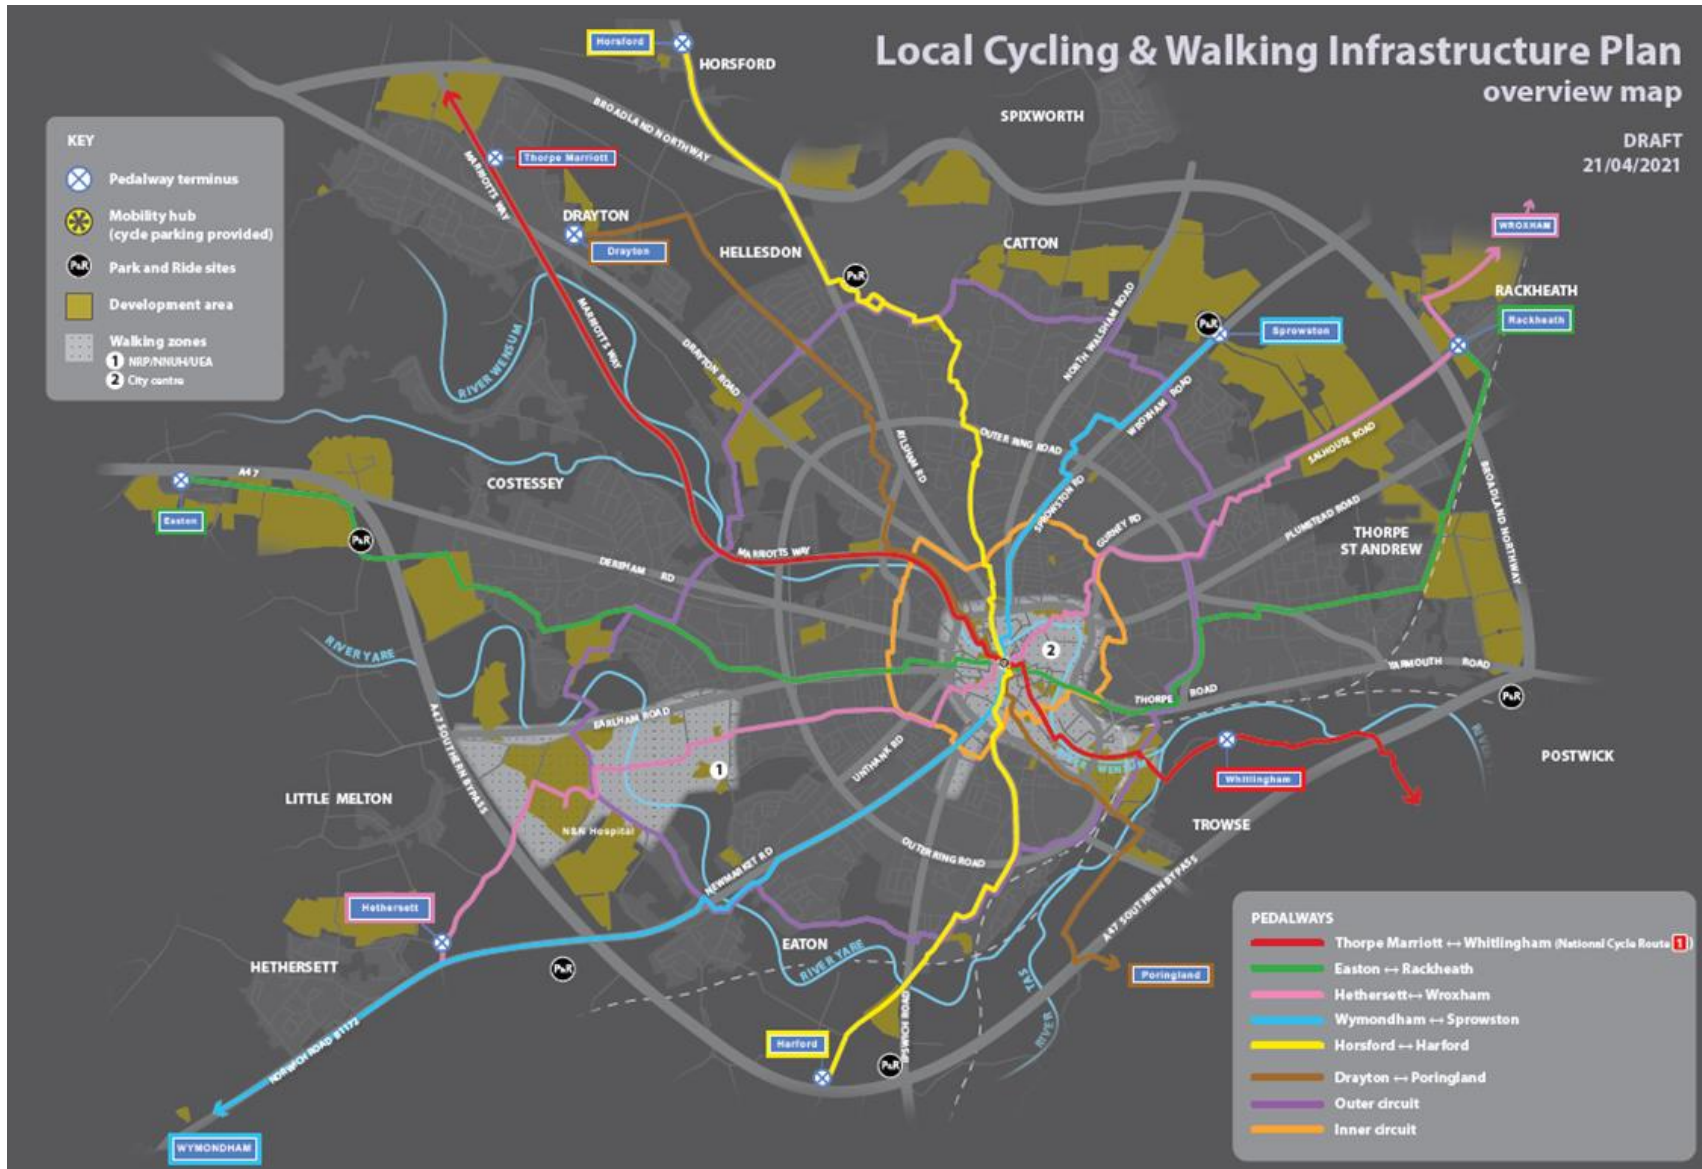 Local Cycling & Walking Infrastructure Plan
overview map
DRAFT
21/04/2021
KEY
Pedalway terminus
Mobility hub
(cycle parking provided)
P&R
Park and Ride sites
Development area
Walking zones
1 NRP/NNUH/UEA
2 City centre
Horsford
HORSFORD
SPIXWORTH
BROADLAND NORTHWAY
Thorpe Marriott
MARRIOTTS WAY
DRAYTON
Drayton
HELLESDON
CATTON
WROXHAM
RACKHEATH
Rackheath
P&R
P&R
Sprowston
RIVER WENSUM
MARRIOTTS WAY
DRAYTON ROAD
NORTH WALSHAM ROAD
WROXHAM ROAD
OUTER RING ROAD
AYLSHAM RD
SALHOUSE ROAD
A47
COSTESSEY
Easton
P&R
SPROWSTON RD
GURNEY RD
PLUMSTEAD ROAD
BROADLAND NORTHWAY
THORPE
ST ANDREW
MARRIOTTS WAY
DEREHAM RD
RIVER YARE
2
YARMOUTH ROAD
THORPE ROAD
P&R
EARLHAM ROAD
A47 SOUTHERN BYPASS
UNTHANK RD
1
RIVER WENSUM
RIVER
Whitlingham
POSTWICK
LITTLE MELTON
N&N Hospital
TROWSE
OUTER RING ROAD
NEWMARKET RD
A47 SOUTHERN BYPASS
Hethersett
HETHERSETT
P&R
EATON
RIVER YARE
RIVER TAS
Poringland
IPSWICH ROAD
Harford
P&R
NORWICH ROAD B1172
WYMONDHAM
PEDALWAYS
Thorpe Marriott ↔ Whitlingham (National Cycle Route 1)
Easton ↔ Rackheath
Hethersett ↔ Wroxham
Wymondham ↔ Sprowston
Horsford ↔ Harford
Drayton ↔ Poringland
Outer circuit
Inner circuit